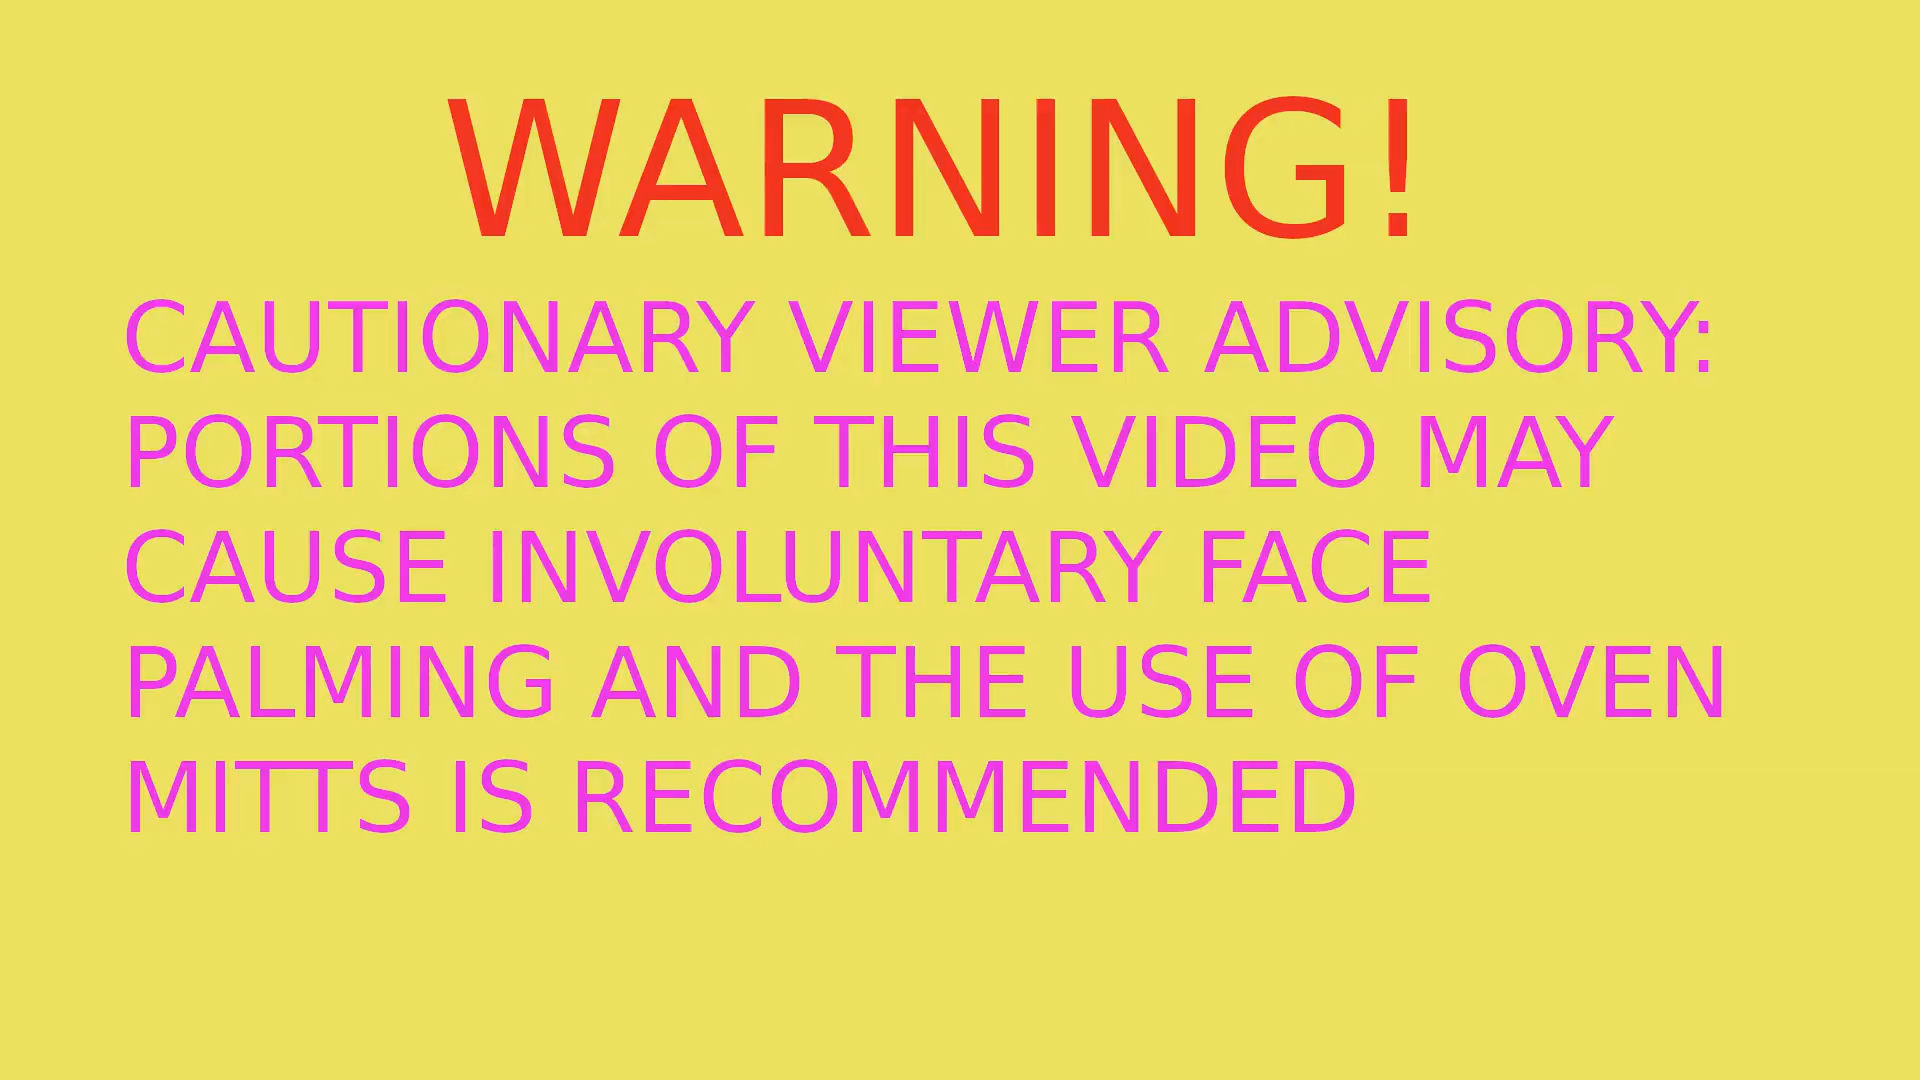 WARNING!
CAUTIONARY VIEWER ADVISORY:
PORTIONS OF THIS VIDEO MAY
CAUSE INVOLUNTARY FACE
PALMING AND THE USE OF OVEN
MITTS IS RECOMMENDED